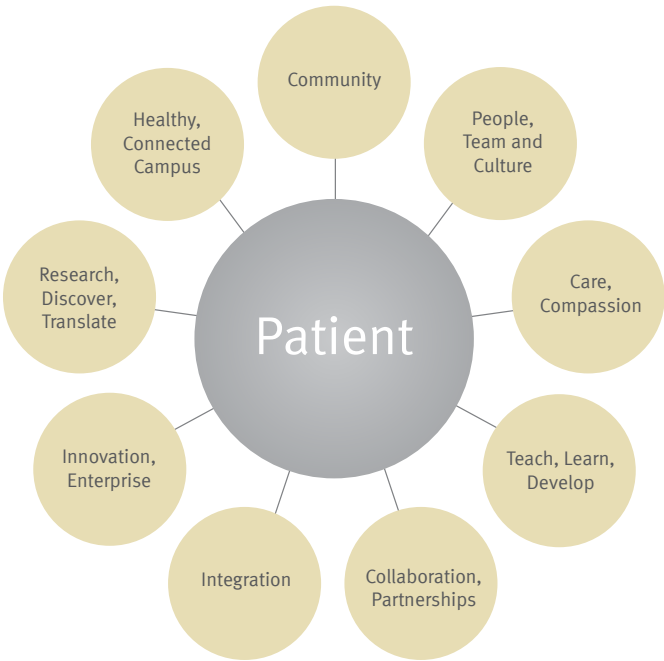 Community
People,
Team and
Culture
Care,
Compassion
Teach, Learn,
Develop
Collaboration,
Partnerships
Integration
Innovation,
Enterprise
Research,
Discover,
Translate
Healthy,
Connected
Campus
Patient